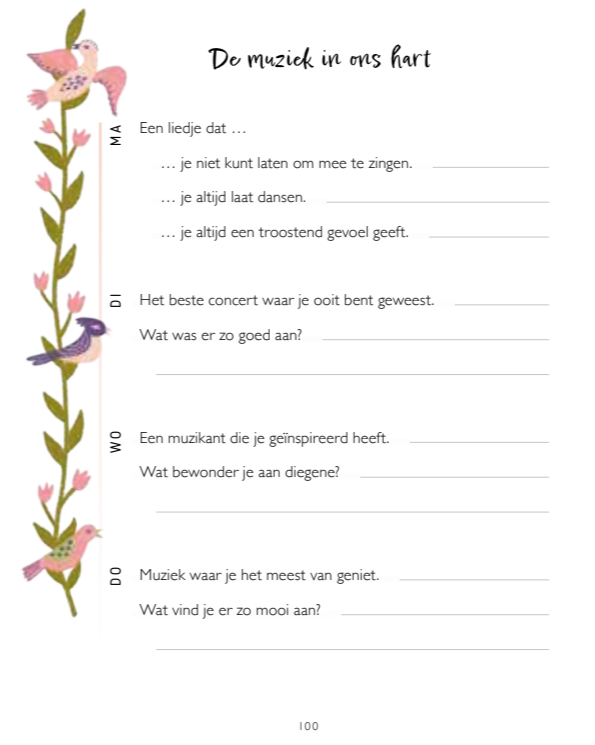 De muziek in ons hart
MA
Een liedje dat …
… je niet kunt laten om mee te zingen.
… je altijd laat dansen.
… je altijd een troostend gevoel geeft.
DI
Het beste concert waar je ooit bent geweest.
Wat was er zo goed aan?
WO
Een muzikant die je geïnspireerd heeft.
Wat bewonder je aan diegene?
DO
Muziek waar je het meest van geniet.
Wat vind je er zo mooi aan?
100